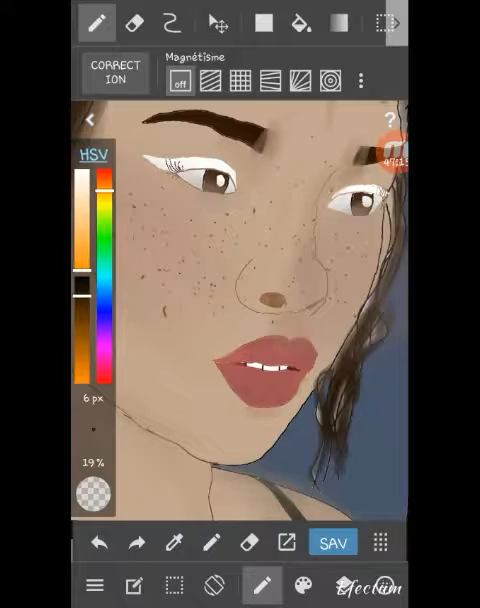 Magnétisme
CORRECT
ION
off
?
HSV
6 px
19 %
SAV